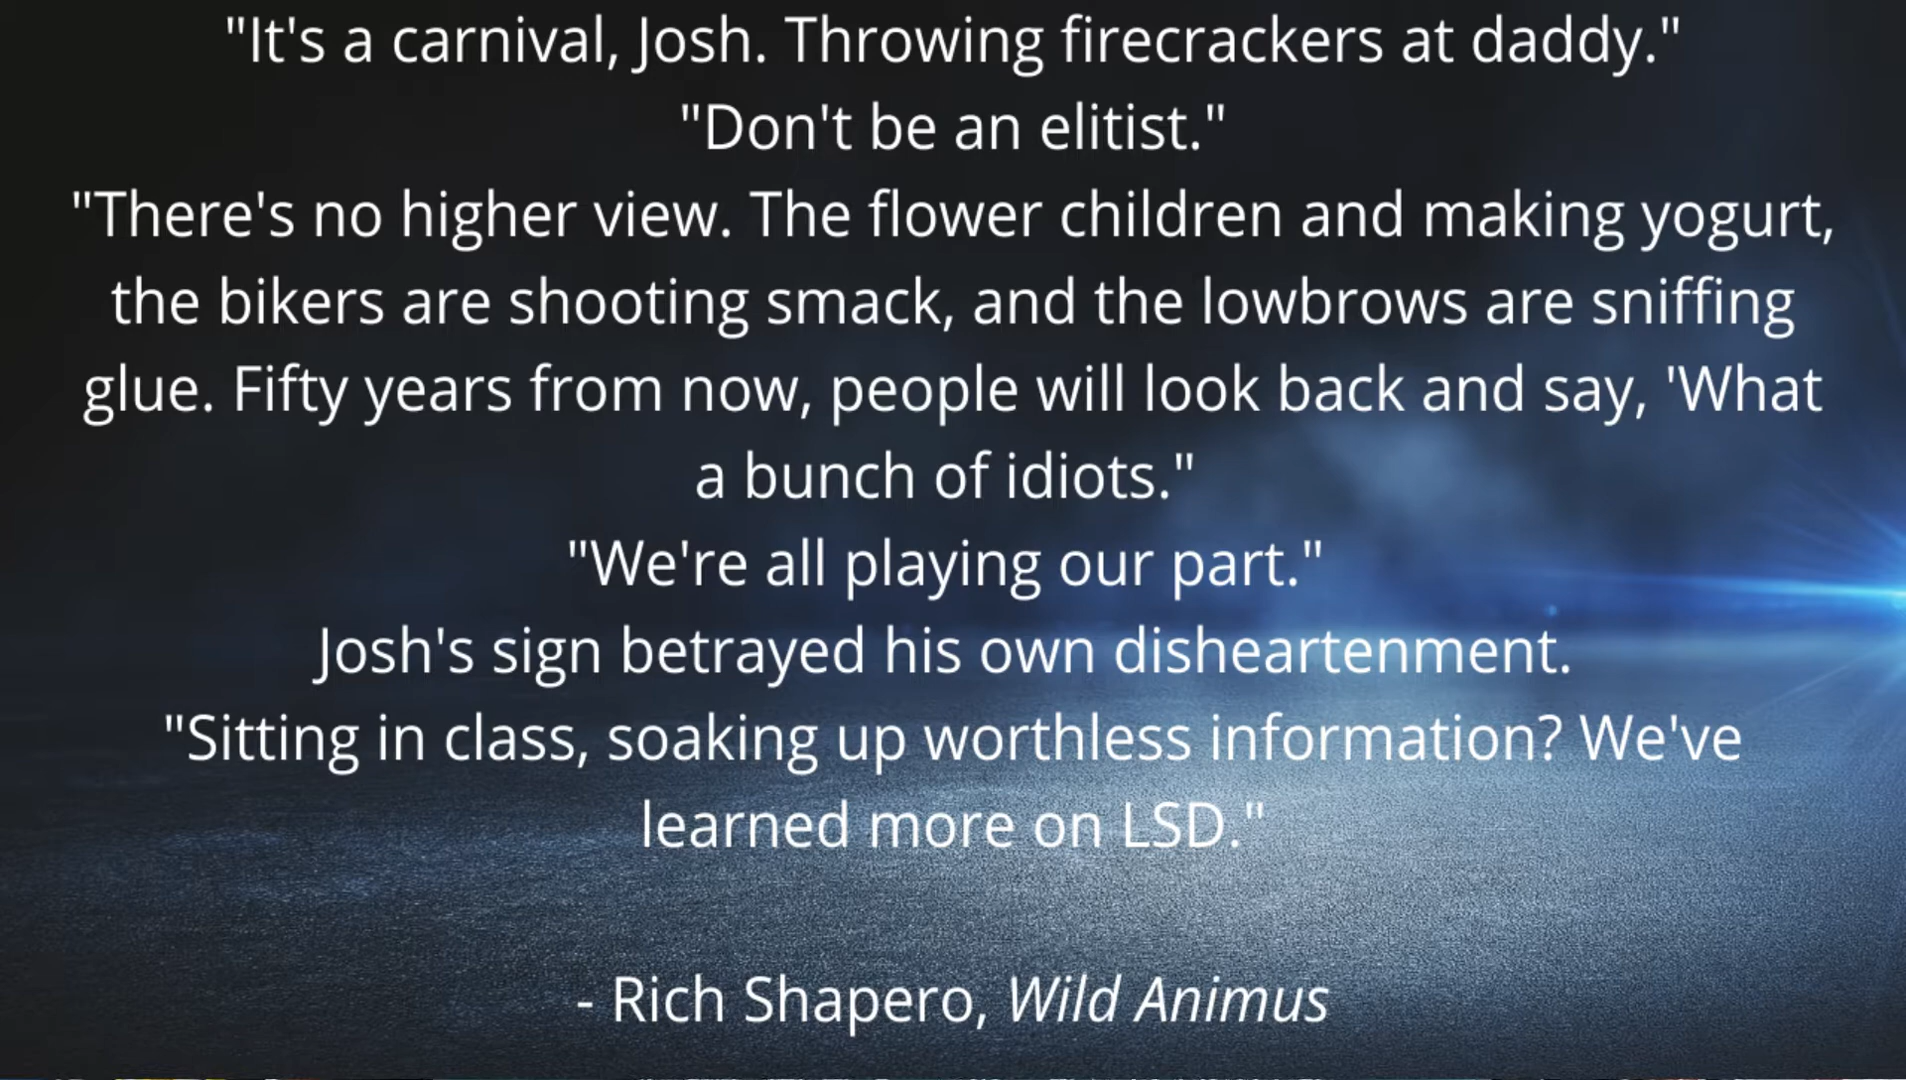 "It's a carnival, Josh. Throwing firecrackers at daddy."
"Don't be an elitist."
"There's no higher view. The flower children and making yogurt,
the bikers are shooting smack, and the lowbrows are sniffing
glue. Fifty years from now, people will look back and say, 'What
a bunch of idiots."
"We're all playing our part."
Josh's sign betrayed his own disheartenment.
"Sitting in class, soaking up worthless information? We've
learned more on LSD."
- Rich Shapero, Wild Animus